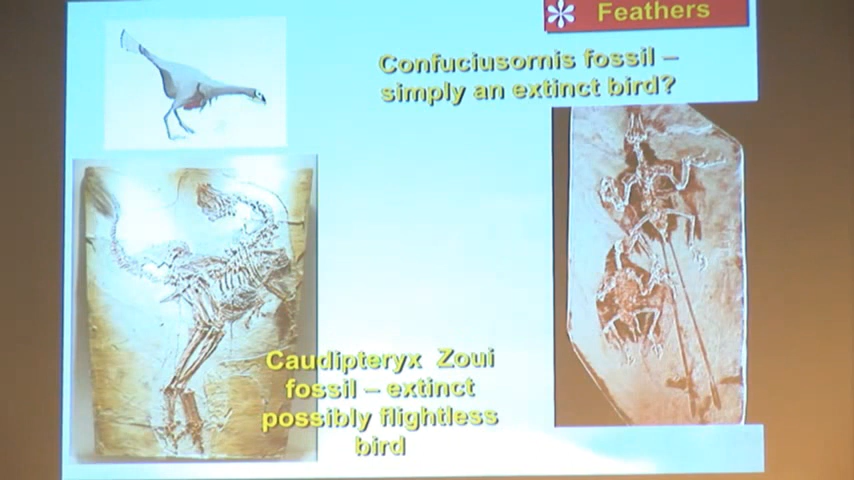 * Feathers
Confuciusornis fossil –
simply an extinct bird?
Caudipteryx Zoui
fossil – extinct
possibly flightless
bird